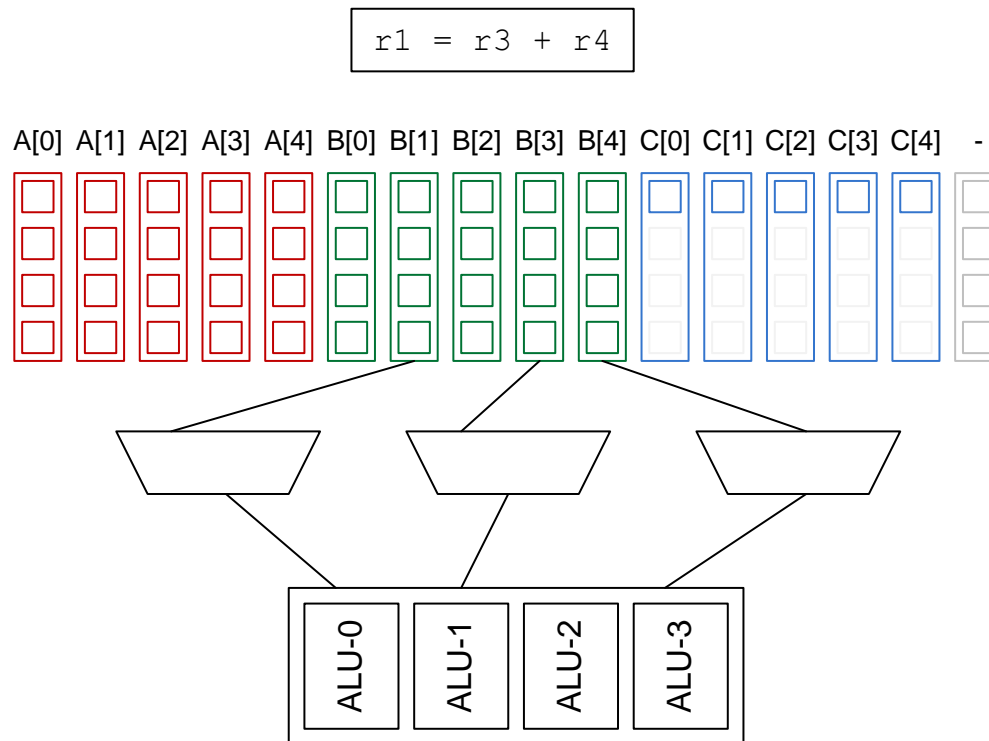 r1 = r3 + r4
A[0] A[1] A[2] A[3] A[4] B[0] B[1] B[2] B[3] B[4] C[0] C[1] C[2] C[3] C[4] -
ALU-0 ALU-1 ALU-2 ALU-3